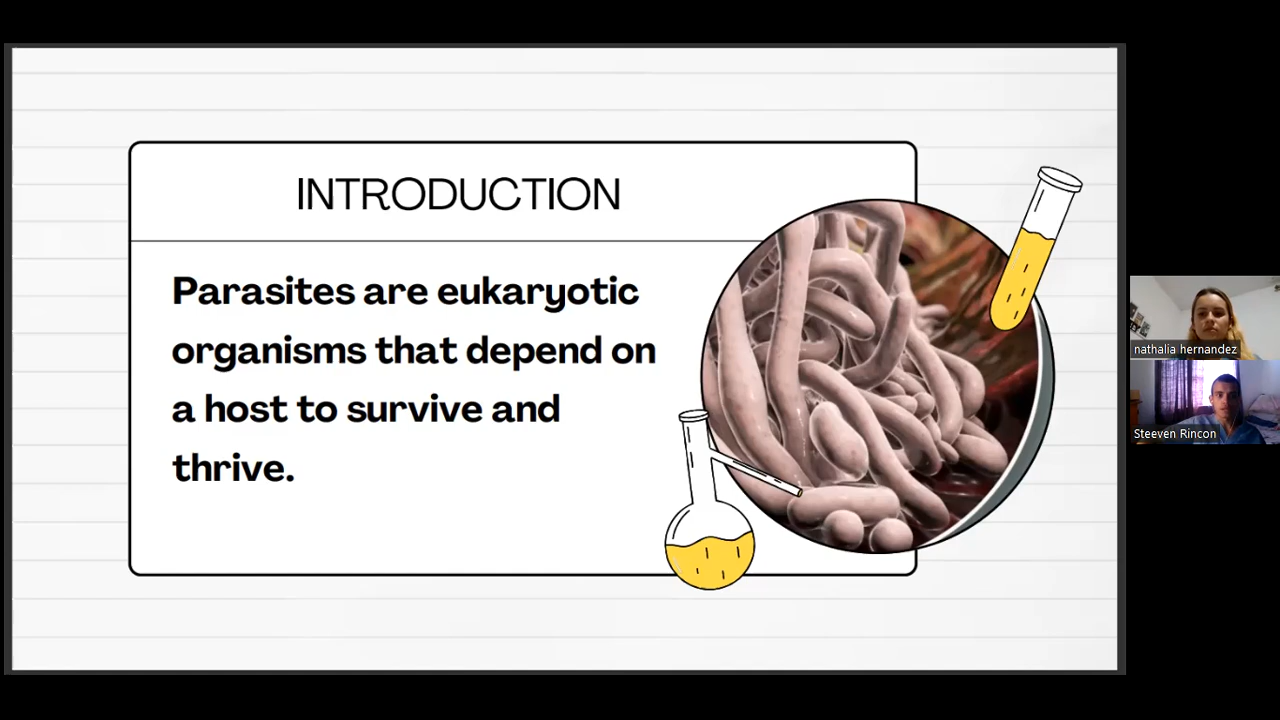 INTRODUCTION
Parasites are eukaryotic
organisms that depend on
a host to survive and
thrive.
nathalia hernandez
Steeven Rincon